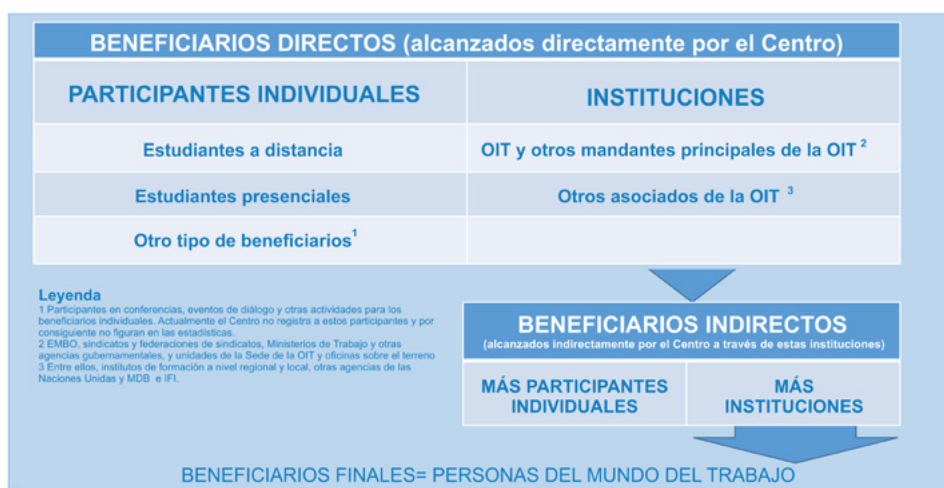 BENEFICIARIOS DIRECTOS (alcanzados directamente por el Centro)
PARTICIPANTES INDIVIDUALES
INSTITUCIONES
Estudiantes a distancia
OIT y otros mandantes principales de la OIT 2
Estudiantes presenciales
Otros asociados de la OIT 3
Otro tipo de beneficiarios1
Leyenda
1 Participantes en conferencias, eventos de diálogo y otras actividades para los
beneficiarios individuales. Actualmente el Centro no registra a estos participantes y por
consiguiente no figuran en las estadísticas.
2 EMBO, sindicatos y federaciones de sindicatos, Ministerios de Trabajo y otras
agencias gubernamentales, y unidades de la Sede de la OIT y oficinas sobre el terreno
3 Entre ellos, institutos de formación a nivel regional y local, otras agencias de las
Naciones Unidas y MDB e IFI.
BENEFICIARIOS INDIRECTOS
(alcanzados indirectamente por el Centro a través de estas instituciones)
MÁS PARTICIPANTES
INDIVIDUALES
MÁS
INSTITUCIONES
BENEFICIARIOS FINALES= PERSONAS DEL MUNDO DEL TRABAJO